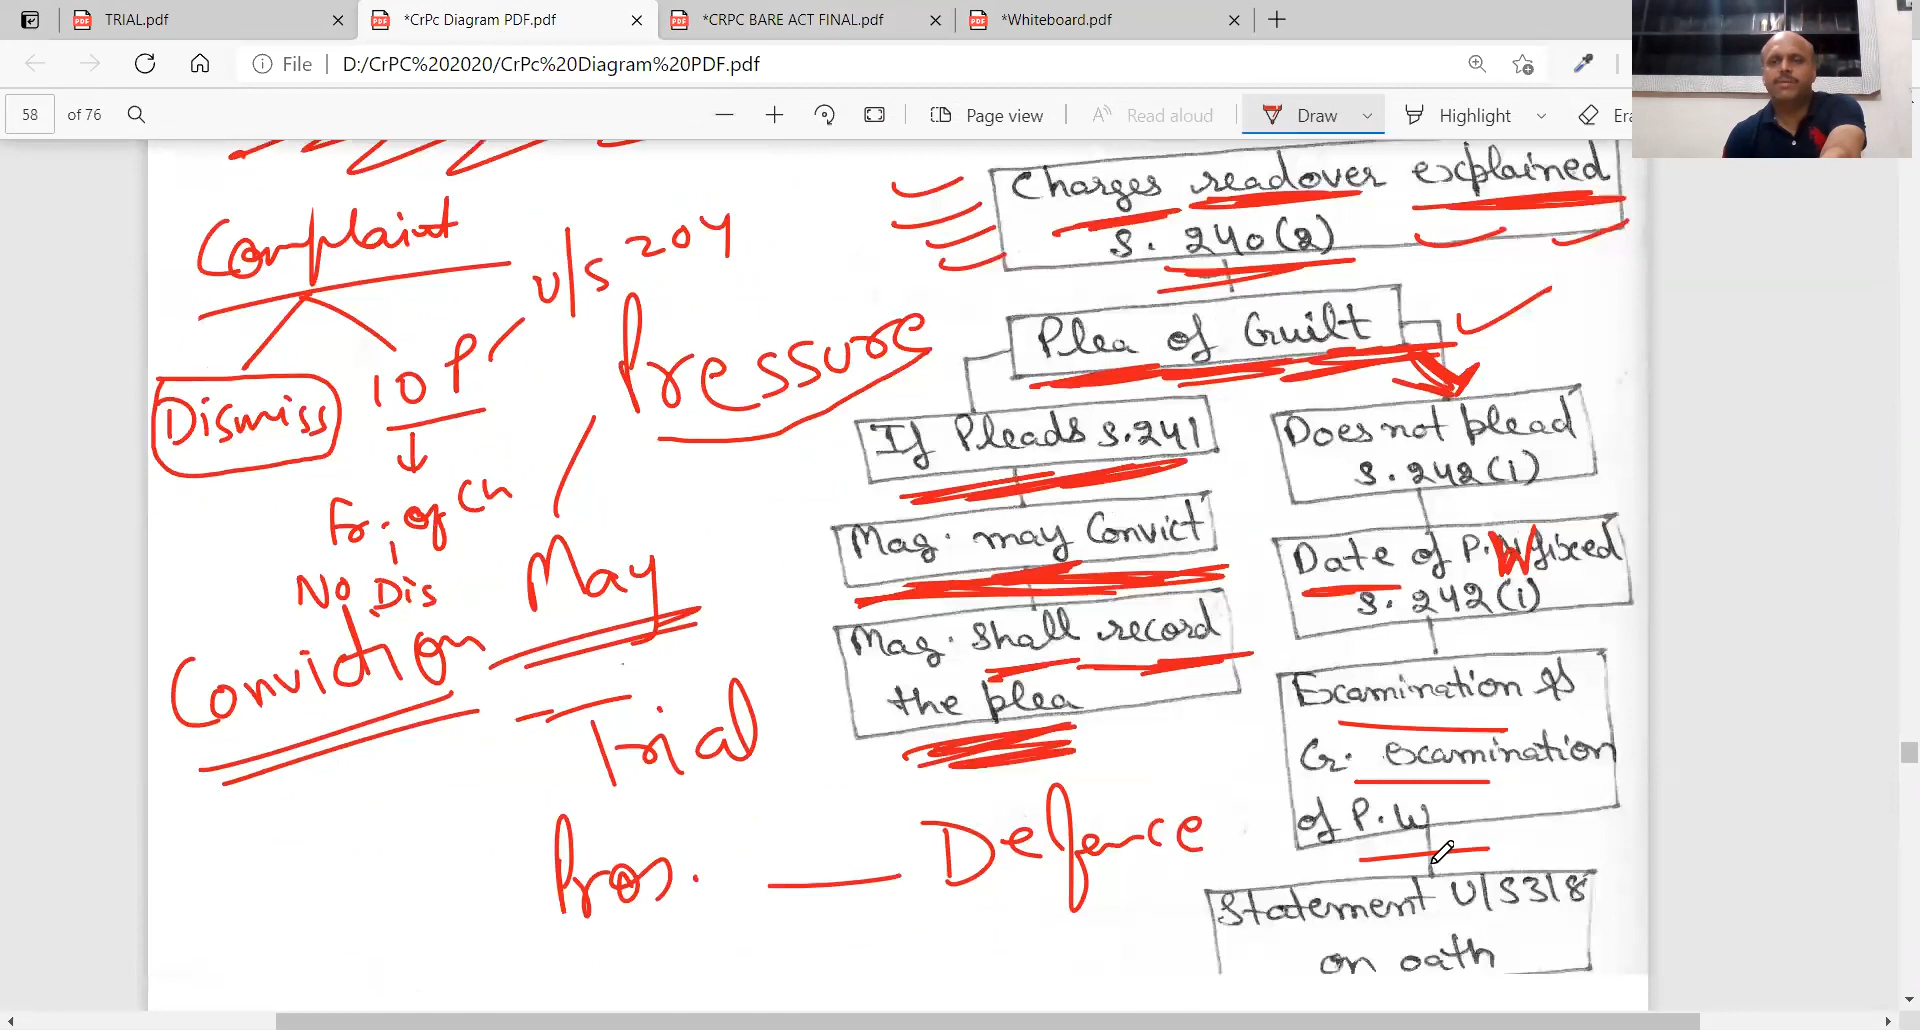 TRIAL.pdf
*CrPc Diagram PDF.pdf
*CRPC BARE ACT FINAL.pdf
*Whiteboard.pdf
File
D:/CrPC%202020/CrPc%20Diagram%20PDF.pdf
58 of 76
Page view
Read aloud
Draw
Highlight
Era
Complaint
Dismiss
IOP
U/S 204
Fr. of Ch
No Dis
Pressure
May
Conviction
Trial
Pros. — Defence
Charges readover explained
S. 240(2)
Plea of Guilt
If Pleads S.241
Mag. may Convict
Mag. Shall record
the plea
Does not plead
S. 242(1)
Date of P.W fixed
S. 242(1)
Examination &
Cr. examination
of P.W
Statement U/S 318
on oath